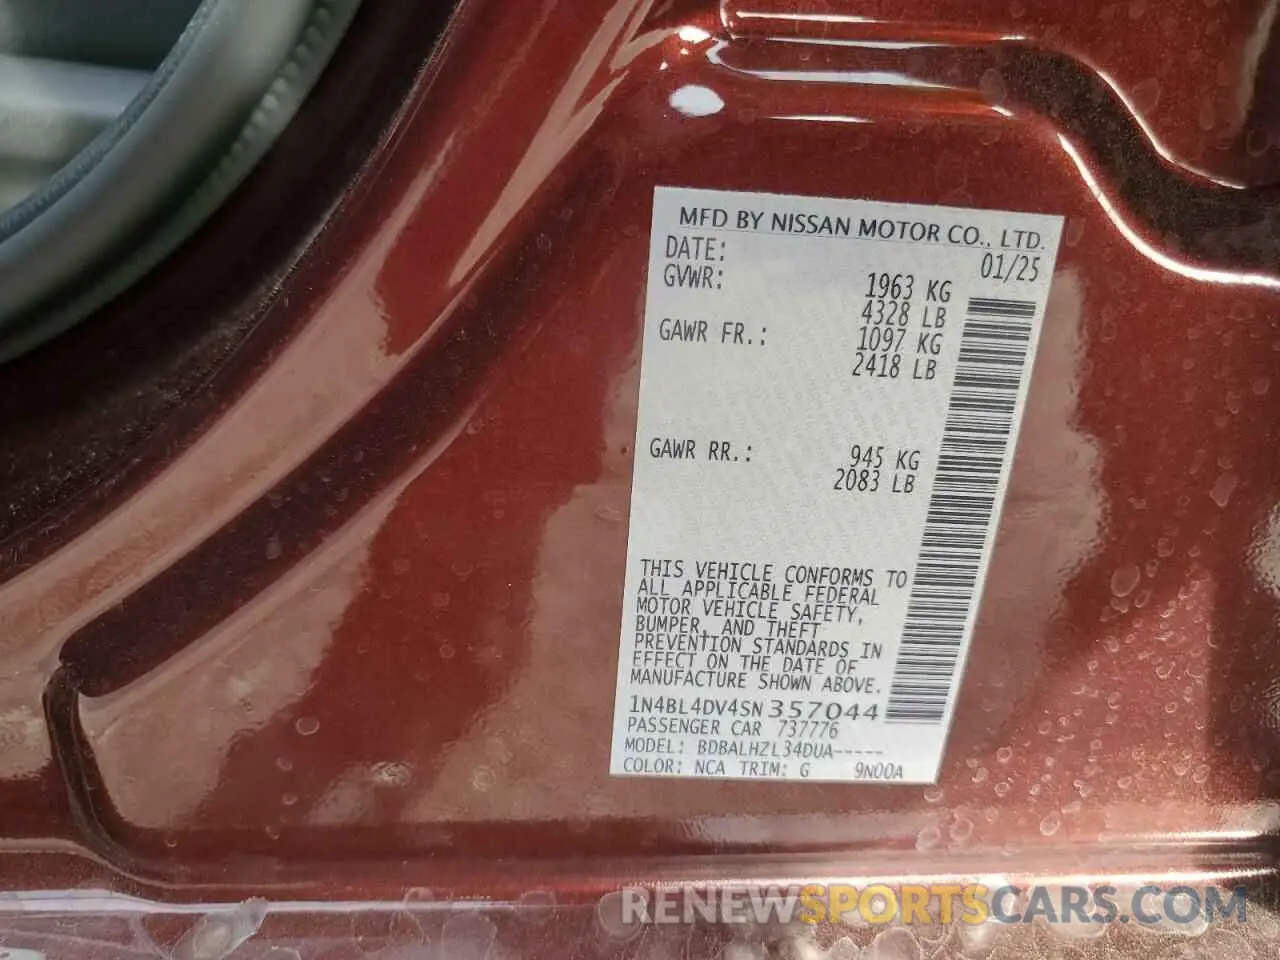 MFD BY NISSAN MOTOR CO., LTD.
DATE: 01/25
GVWR: 1963 KG
4328 LB
GAWR FR.: 1097 KG
2418 LB
GAWR RR.: 945 KG
2083 LB
THIS VEHICLE CONFORMS TO
ALL APPLICABLE FEDERAL
MOTOR VEHICLE SAFETY,
BUMPER, AND THEFT
PREVENTION STANDARDS IN
EFFECT ON THE DATE OF
MANUFACTURE SHOWN ABOVE.
1N4BL4DV4SN357044
PASSENGER CAR 737776
MODEL: BDBALHZL34DUA-----
COLOR: NCA TRIM: G 9N00A
RENEWSPORTSCARS.COM